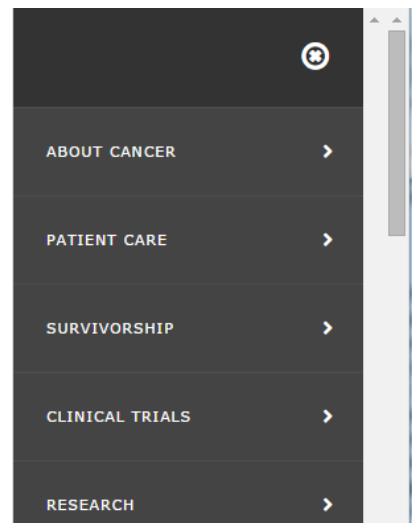 ABOUT CANCER
PATIENT CARE
SURVIVORSHIP
CLINICAL TRIALS
RESEARCH